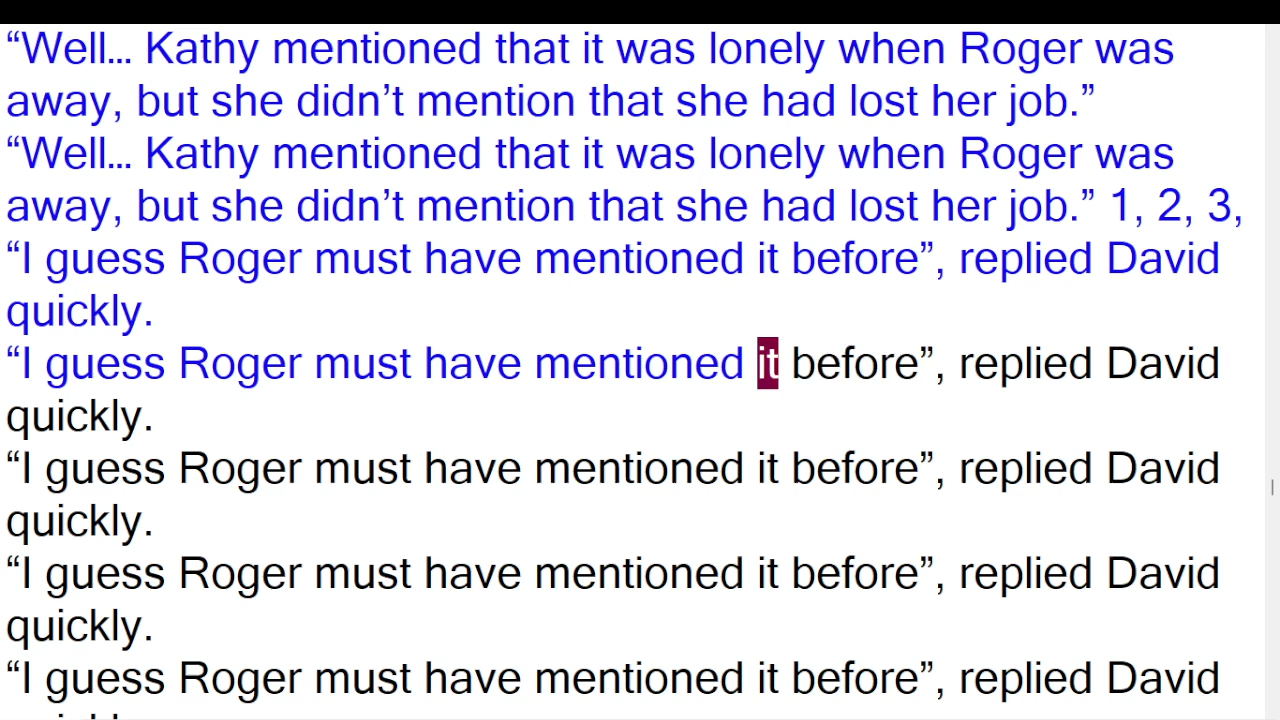 “Well... Kathy mentioned that it was lonely when Roger was
away, but she didn’t mention that she had lost her job.”
“Well... Kathy mentioned that it was lonely when Roger was
away, but she didn’t mention that she had lost her job.” 1, 2, 3,
“I guess Roger must have mentioned it before”, replied David
quickly.
“I guess Roger must have mentioned it before”, replied David
quickly.
“I guess Roger must have mentioned it before”, replied David
quickly.
“I guess Roger must have mentioned it before”, replied David
quickly.
“I guess Roger must have mentioned it before”, replied David